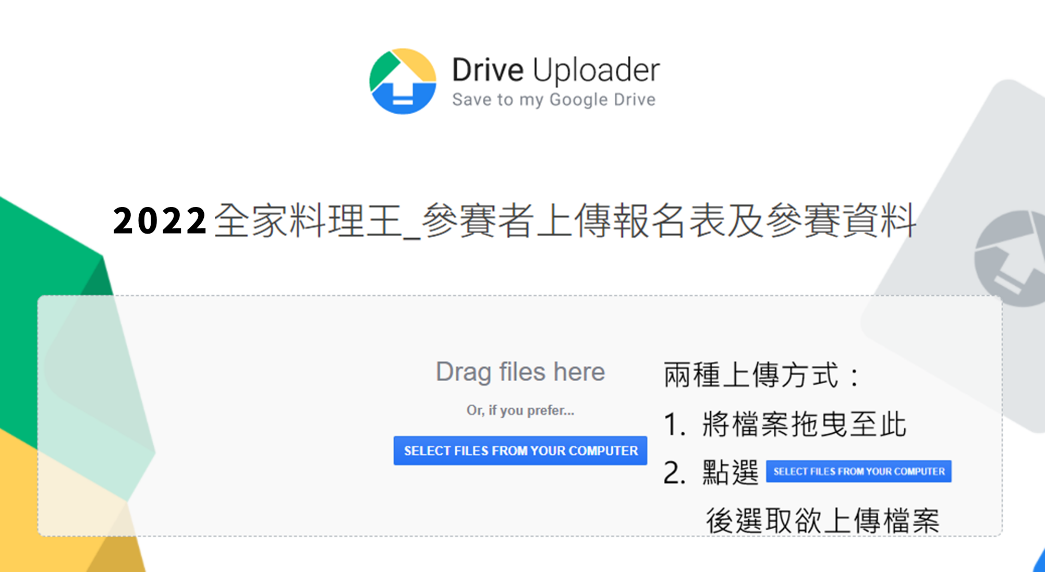 Drive Uploader
Save to my Google Drive
2022全家料理王_參賽者上傳報名表及參賽資料
Drag files here
Or, if you prefer...
SELECT FILES FROM YOUR COMPUTER
兩種上傳方式：
1. 將檔案拖曳至此
2. 點選 SELECT FILES FROM YOUR COMPUTER
後選取欲上傳檔案